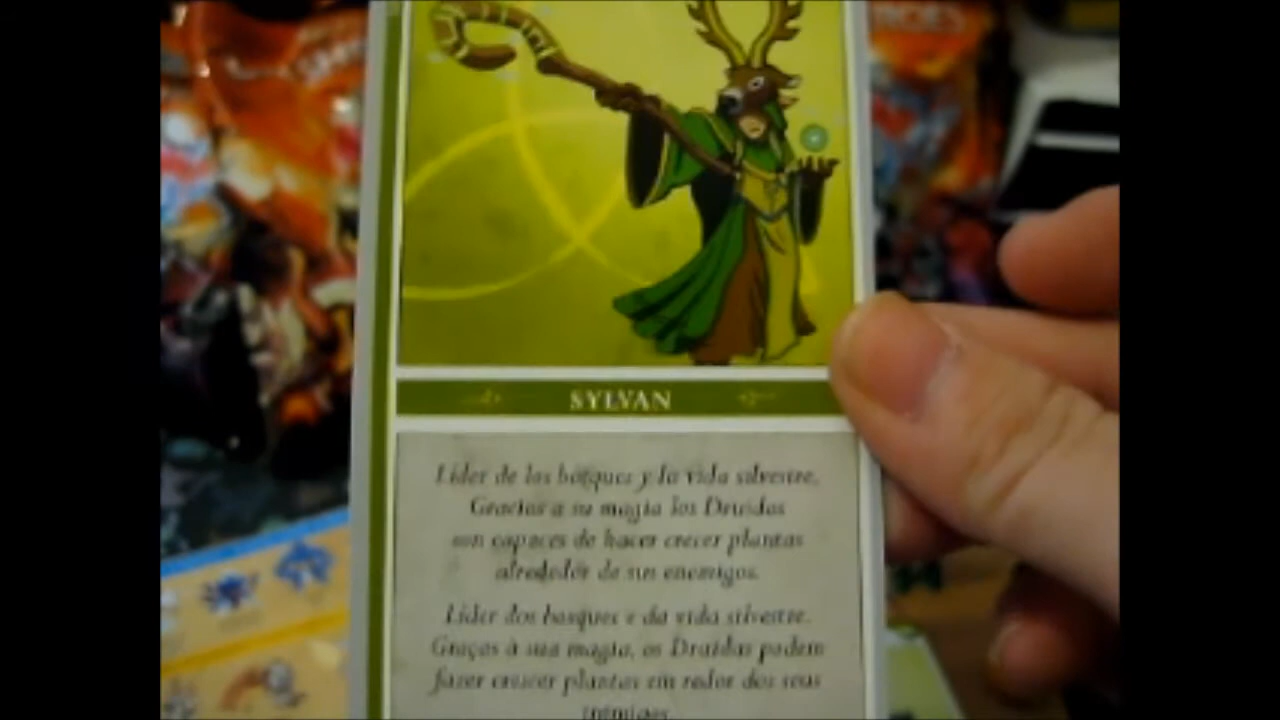 SYLVAN
Líder de los bosques y la vida silvestre.
Gracias a su magia los Druidas
son capaces de hacer crecer plantas
alrededor de sus enemigos.
Líder dos bosques e da vida silvestre.
Graças à sua magia, os Druidas podem
fazer crescer plantas em redor dos seus
inimigos.